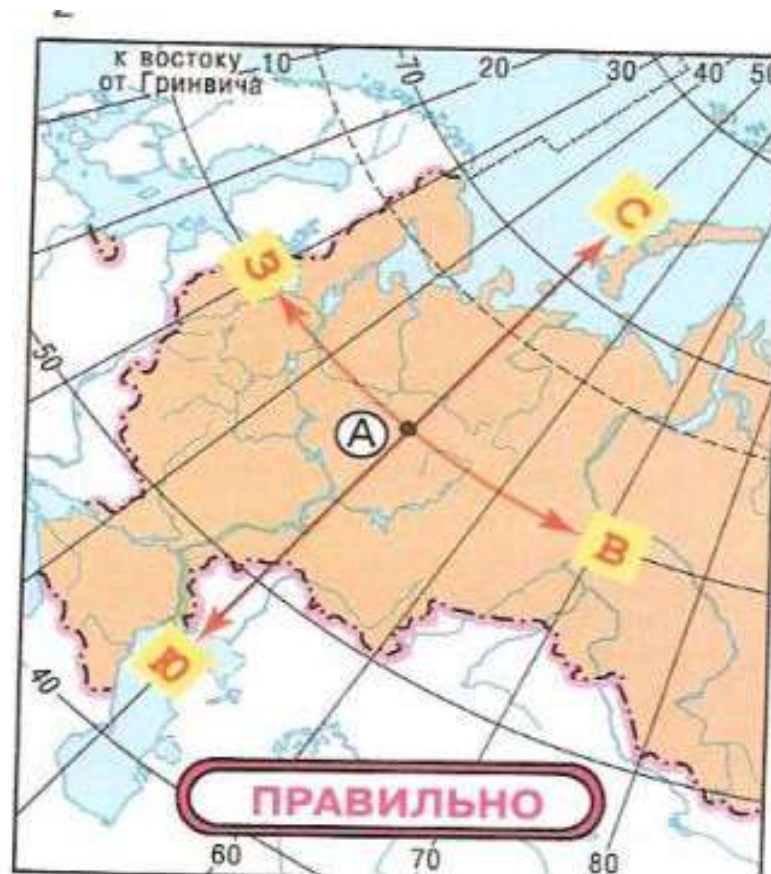 к востоку
от Гринвича
10
70
20
30
40
50
С
З
50
А
В
Ю
40
ПРАВИЛЬНО
60
70
80